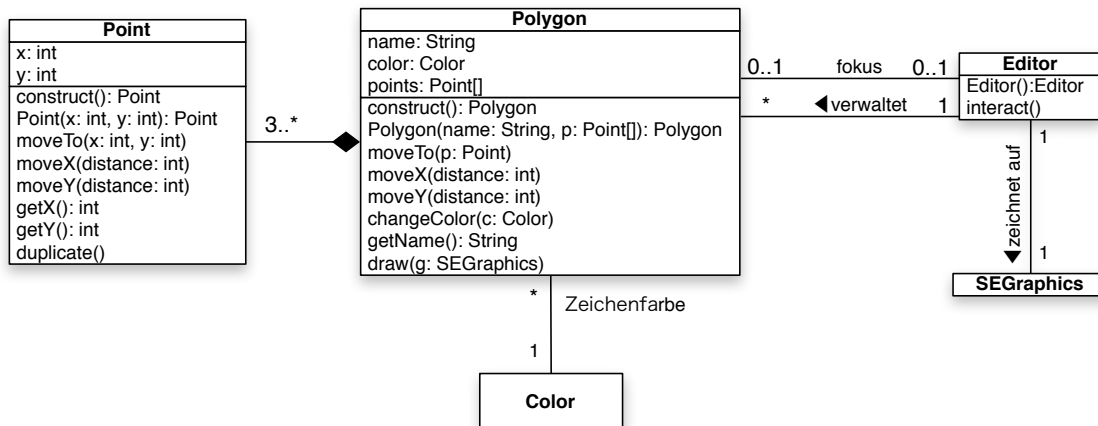 Point
x: int
y: int
construct(): Point
Point(x: int, y: int): Point
moveTo(x: int, y: int)
moveX(distance: int)
moveY(distance: int)
getX(): int
getY(): int
duplicate()
3..*
Polygon
name: String
color: Color
points: Point[]
construct(): Polygon
Polygon(name: String, p: Point[]): Polygon
moveTo(p: Point)
moveX(distance: int)
moveY(distance: int)
changeColor(c: Color)
getName(): String
draw(g: SEGraphics)
0..1 fokus 0..1
* ◀verwaltet 1
Editor
Editor():Editor
interact()
1
◀zeichnet auf
1
SEGraphics
* Zeichenfarbe
1
Color